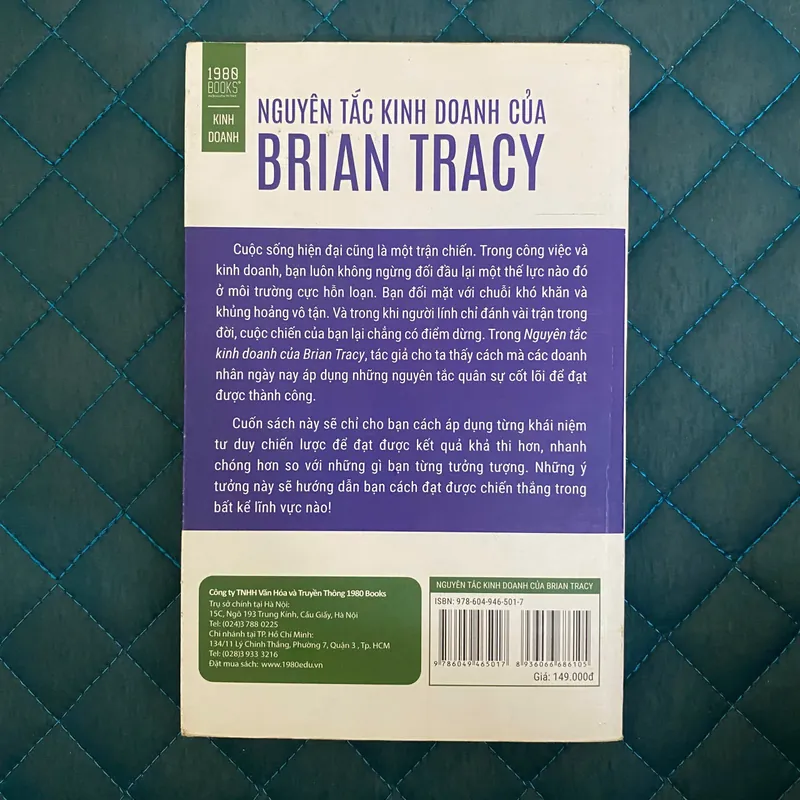 1980
BOOKS
KINH
DOANH
NGUYÊN TẮC KINH DOANH CỦA
BRIAN TRACY
Cuộc sống hiện đại cũng là một trận chiến. Trong công việc và
kinh doanh, bạn luôn không ngừng đối đầu lại một thế lực nào đó
ở môi trường cực hỗn loạn. Bạn đối mặt với chuỗi khó khăn và
khủng hoảng vô tận. Và trong khi người lính chỉ đánh vài trận trong
đời, cuộc chiến của bạn lại chẳng có điểm dừng. Trong Nguyên tắc
kinh doanh của Brian Tracy, tác giả cho ta thấy cách mà các doanh
nhân ngày nay áp dụng những nguyên tắc quân sự cốt lõi để đạt
được thành công.
Cuốn sách này sẽ chỉ cho bạn cách áp dụng từng khái niệm
tư duy chiến lược để đạt được kết quả khả thi hơn, nhanh
chóng hơn so với những gì bạn từng tưởng tượng. Những ý
tưởng này sẽ hướng dẫn bạn cách đạt được chiến thắng trong
bất kể lĩnh vực nào!
Công ty TNHH Văn Hóa và Truyền Thông 1980 Books
Trụ sở chính tại Hà Nội:
15C, Ngõ 193 Trung Kính, Cầu Giấy, Hà Nội
Tel: (024)3 788 0225
Chi nhánh tại TP. Hồ Chí Minh:
134/11 Lý Chính Thắng, Phường 7, Quận 3 , Tp. HCM
Tel: (028)3 933 3216
Đặt mua sách: www.1980edu.vn
NGUYÊN TẮC KINH DOANH CỦA BRIAN TRACY
ISBN: 978-604-946-501-7
9 786049 465017
8 936066 686105
Giá: 149.000đ